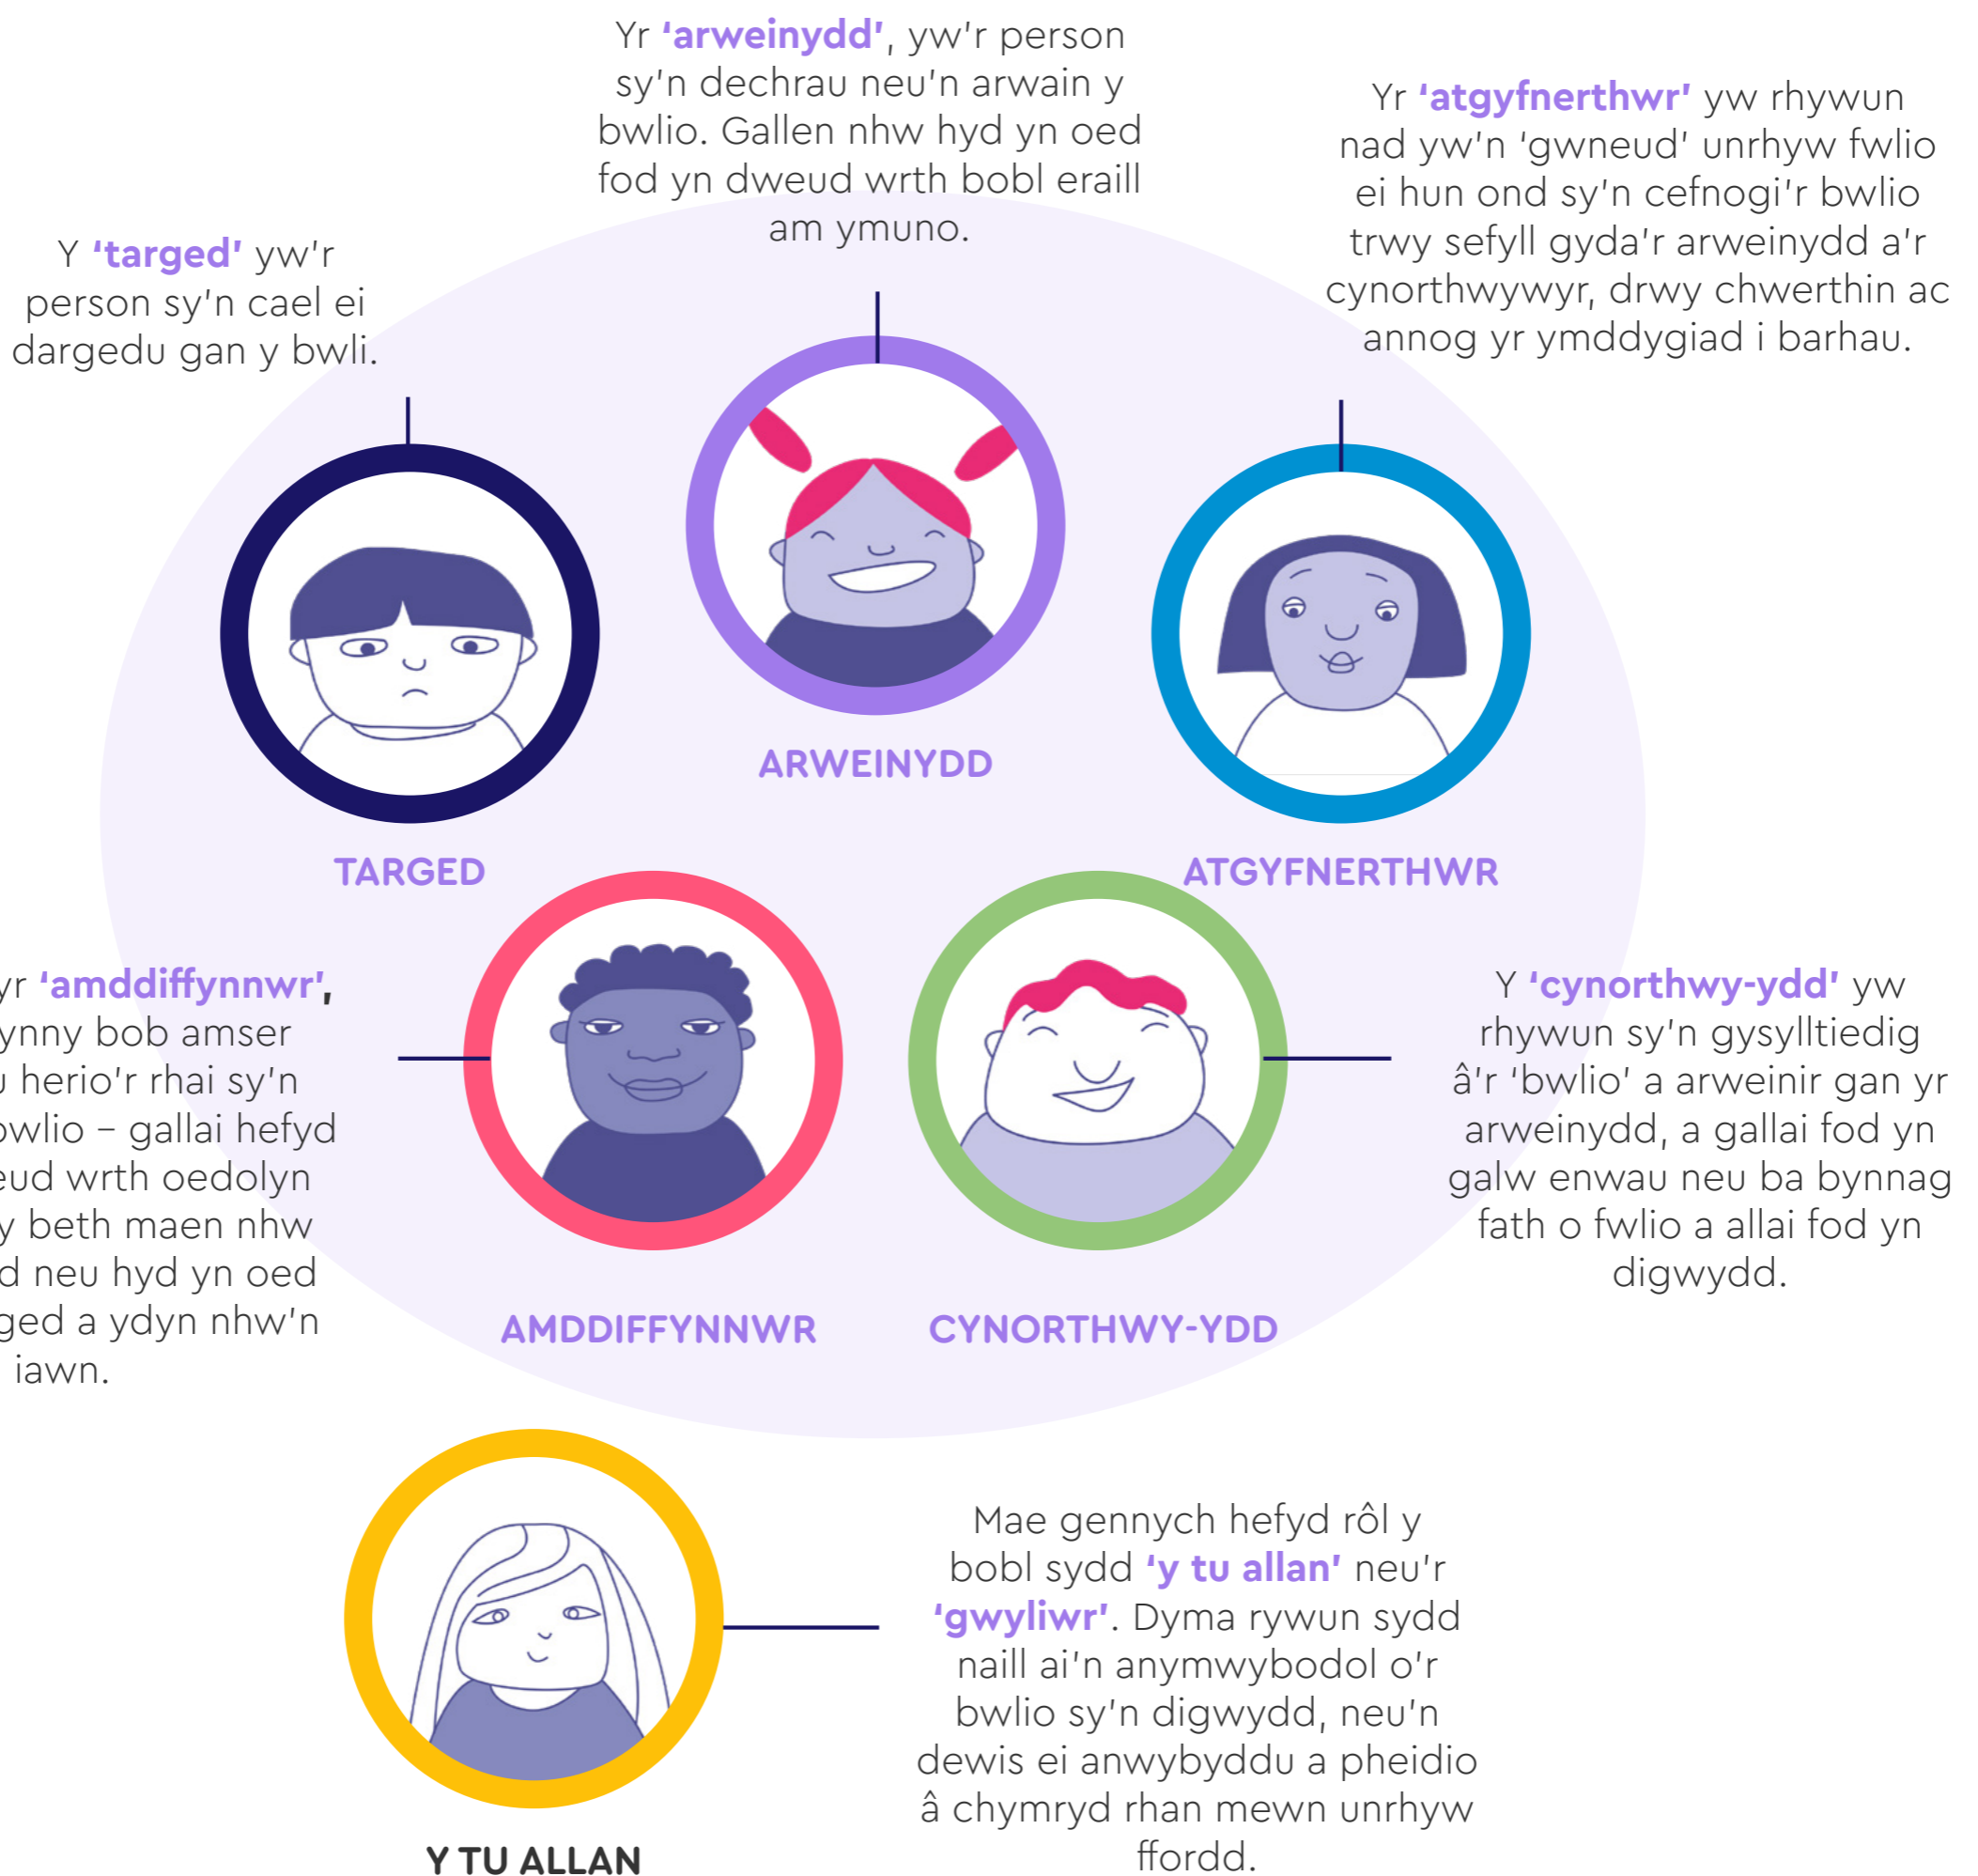 Yr ‘arweinydd’, yw’r person
sy’n dechrau neu’n arwain y
bwlio. Gallen nhw hyd yn oed
fod yn dweud wrth bobl eraill
am ymuno.
Yr ‘atgyfnerthwr’ yw rhywun
nad yw’n ‘gwneud’ unrhyw fwlio
ei hun ond sy’n cefnogi’r bwlio
trwy sefyll gyda’r arweinydd a’r
cynorthwywyr, drwy chwerthin ac
annog yr ymddygiad i barhau.
Y ‘targed’ yw’r
person sy’n cael ei
dargedu gan y bwli.
ARWEINYDD
TARGED
ATGYFNERTHWR
yr ‘amddiffynnwr’,
bob amser
herio’r rhai sy’n
– gallai hefyd
wrth oedolyn
beth maen nhw
neu hyd yn oed
a ydyn nhw’n
iawn.
Y ‘cynorthwy-ydd’ yw
rhywun sy’n gysylltiedig
â’r ‘bwlio’ a arweinir gan yr
arweinydd, a gallai fod yn
galw enwau neu ba bynnag
fath o fwlio a allai fod yn
digwydd.
AMDDIFFYNNWR
CYNORTHWY-YDD
Mae gennych hefyd rôl y
bobl sydd ‘y tu allan’ neu’r
‘gwyliwr’. Dyma rywun sydd
naill ai’n anymwybodol o’r
bwlio sy’n digwydd, neu’n
dewis ei anwybyddu a pheidio
â chymryd rhan mewn unrhyw
ffordd.
Y TU ALLAN